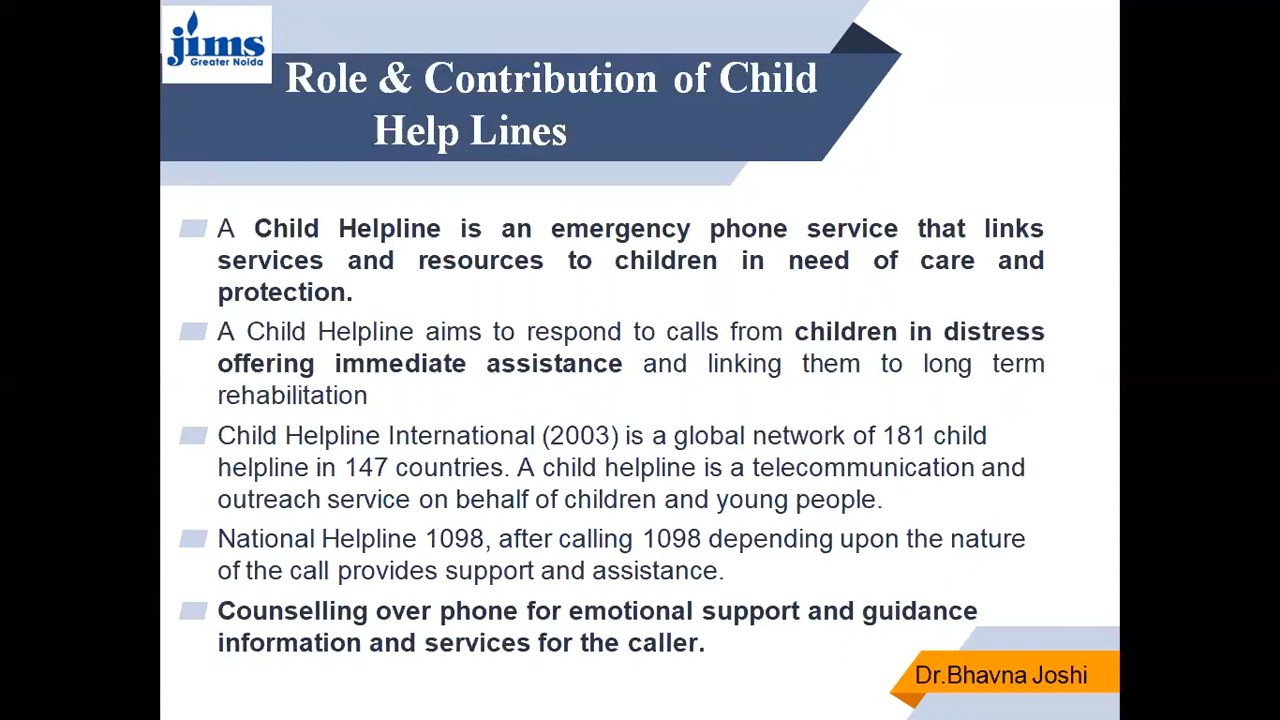 jims
Greater Noida
Role & Contribution of Child
Help Lines
A Child Helpline is an emergency phone service that links
services and resources to children in need of care and
protection.
A Child Helpline aims to respond to calls from children in distress
offering immediate assistance and linking them to long term
rehabilitation
Child Helpline International (2003) is a global network of 181 child
helpline in 147 countries. A child helpline is a telecommunication and
outreach service on behalf of children and young people.
National Helpline 1098, after calling 1098 depending upon the nature
of the call provides support and assistance.
Counselling over phone for emotional support and guidance
information and services for the caller.
Dr.Bhavna Joshi